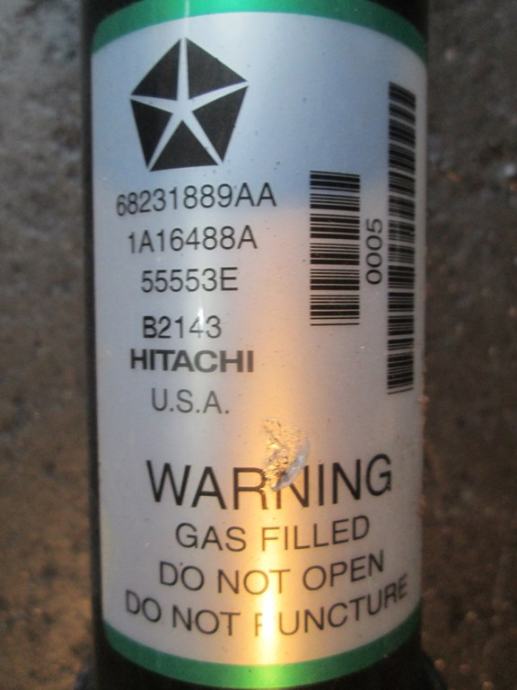 68231889AA
1A16488A
55553E
B2143
HITACHI
U.S.A.
0005
WARNING
GAS FILLED
DO NOT OPEN
DO NOT PUNCTURE